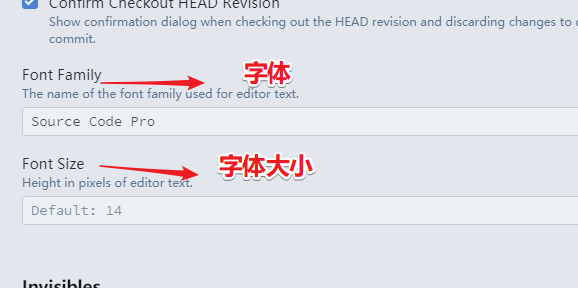 Confirm Checkout HEAD Revision
Show confirmation dialog when checking out the HEAD revision and discarding changes to
commit.
Font Family
字体
The name of the font family used for editor text.
Source Code Pro
Font Size
字体大小
Height in pixels of editor text.
Default: 14
Invisibles